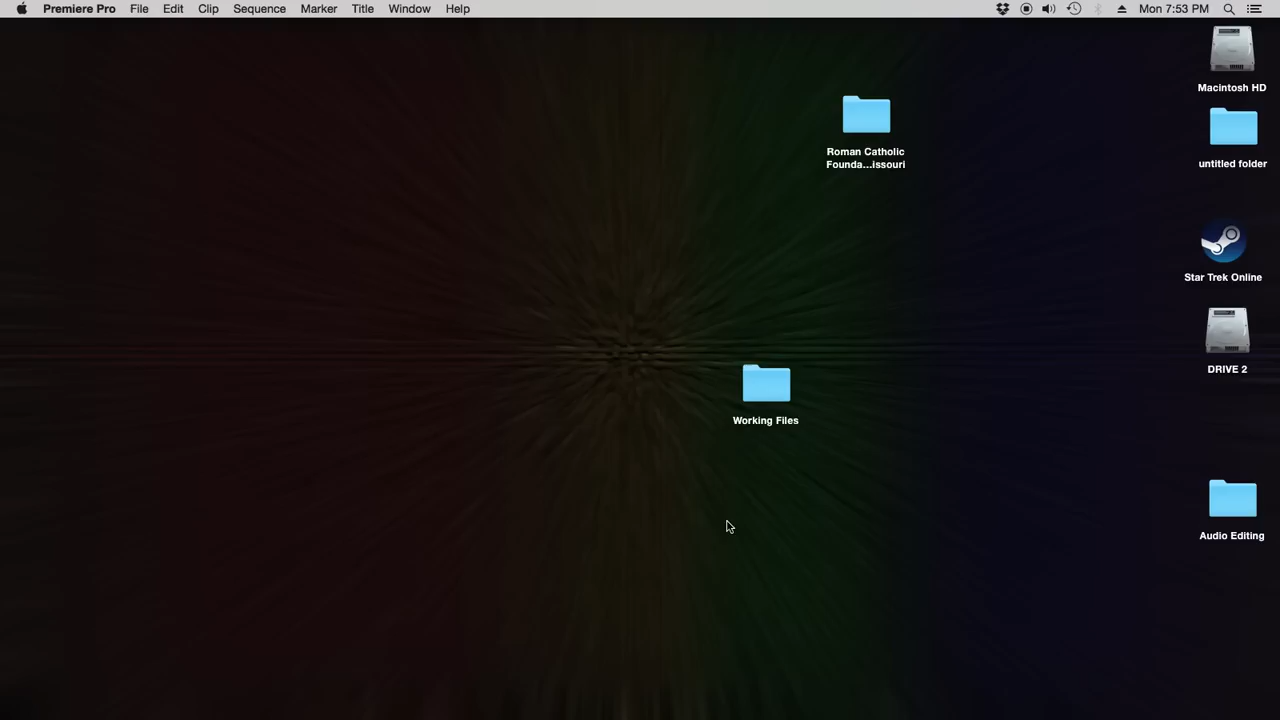 Premiere Pro File Edit Clip Sequence Marker Title Window Help Mon 7:53 PM
Macintosh HD
Roman Catholic
Founda...issouri
untitled folder
Star Trek Online
DRIVE 2
Working Files
Audio Editing